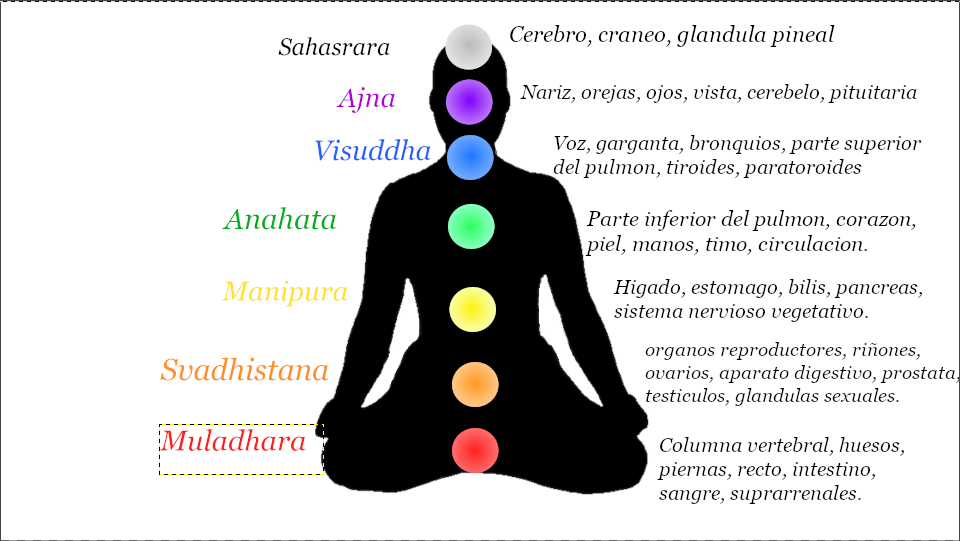 Sahasrara
Cerebro, craneo, glandula pineal
Ajna
Nariz, orejas, ojos, vista, cerebelo, pituitaria
Visuddha
Voz, garganta, bronquios, parte superior
del pulmon, tiroides, paratoroides
Anahata
Parte inferior del pulmon, corazon,
piel, manos, timo, circulacion.
Manipura
Higado, estomago, bilis, pancreas,
sistema nervioso vegetativo.
Svadhistana
organos reproductores, riñones,
ovarios, aparato digestivo, prostata,
testiculos, glandulas sexuales.
Muladhara
Columna vertebral, huesos,
piernas, recto, intestino,
sangre, suprarrenales.